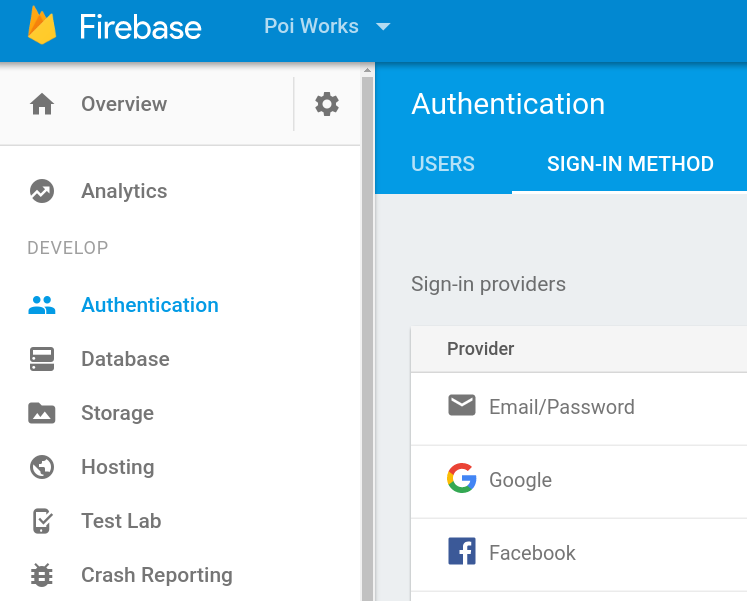 Firebase
Poi Works
Overview
Analytics
DEVELOP
Authentication
Database
Storage
Hosting
Test Lab
Crash Reporting
Authentication
USERS
SIGN-IN METHOD
Sign-in providers
Provider
Email/Password
Google
Facebook